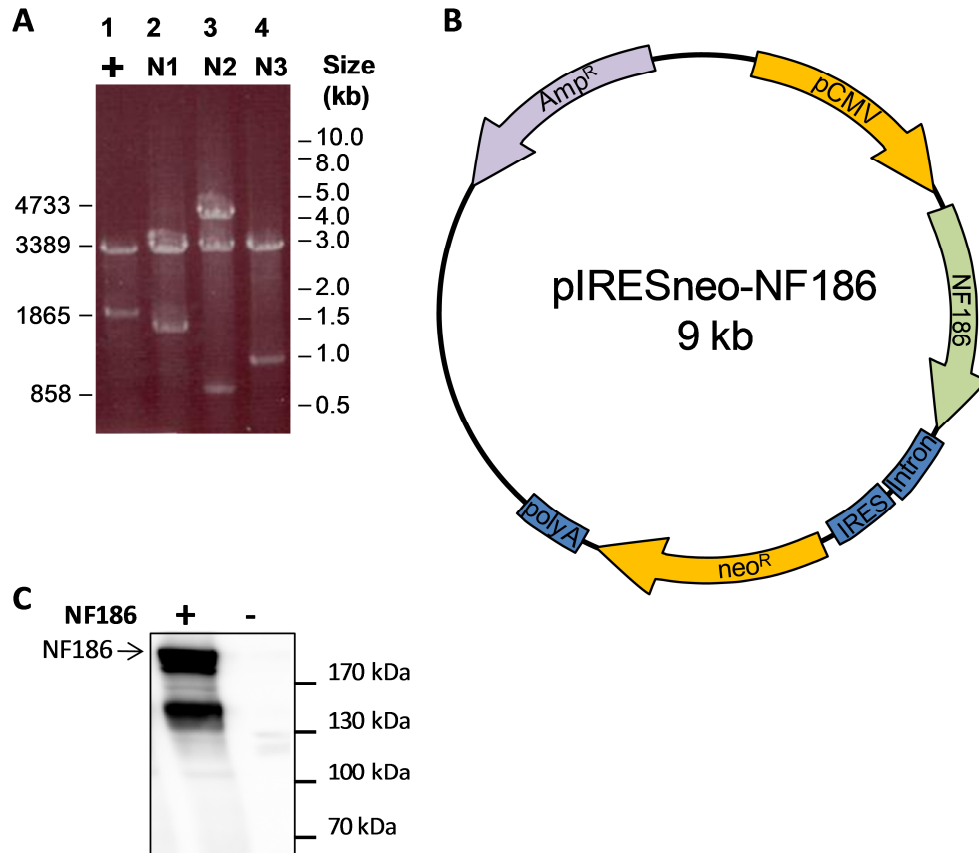 A
1 2 3 4
+ N1 N2 N3
Size
(kb)
10.0
8.0
5.0
4.0
3.0
2.0
1.5
1.0
0.5
4733
3389
1865
858
B
Amp^R
pCMV
NF186
Intron
IRES
neo^R
polyA
pIRESneo-NF186
9 kb
C
NF186 + -
NF186
170 kDa
130 kDa
100 kDa
70 kDa